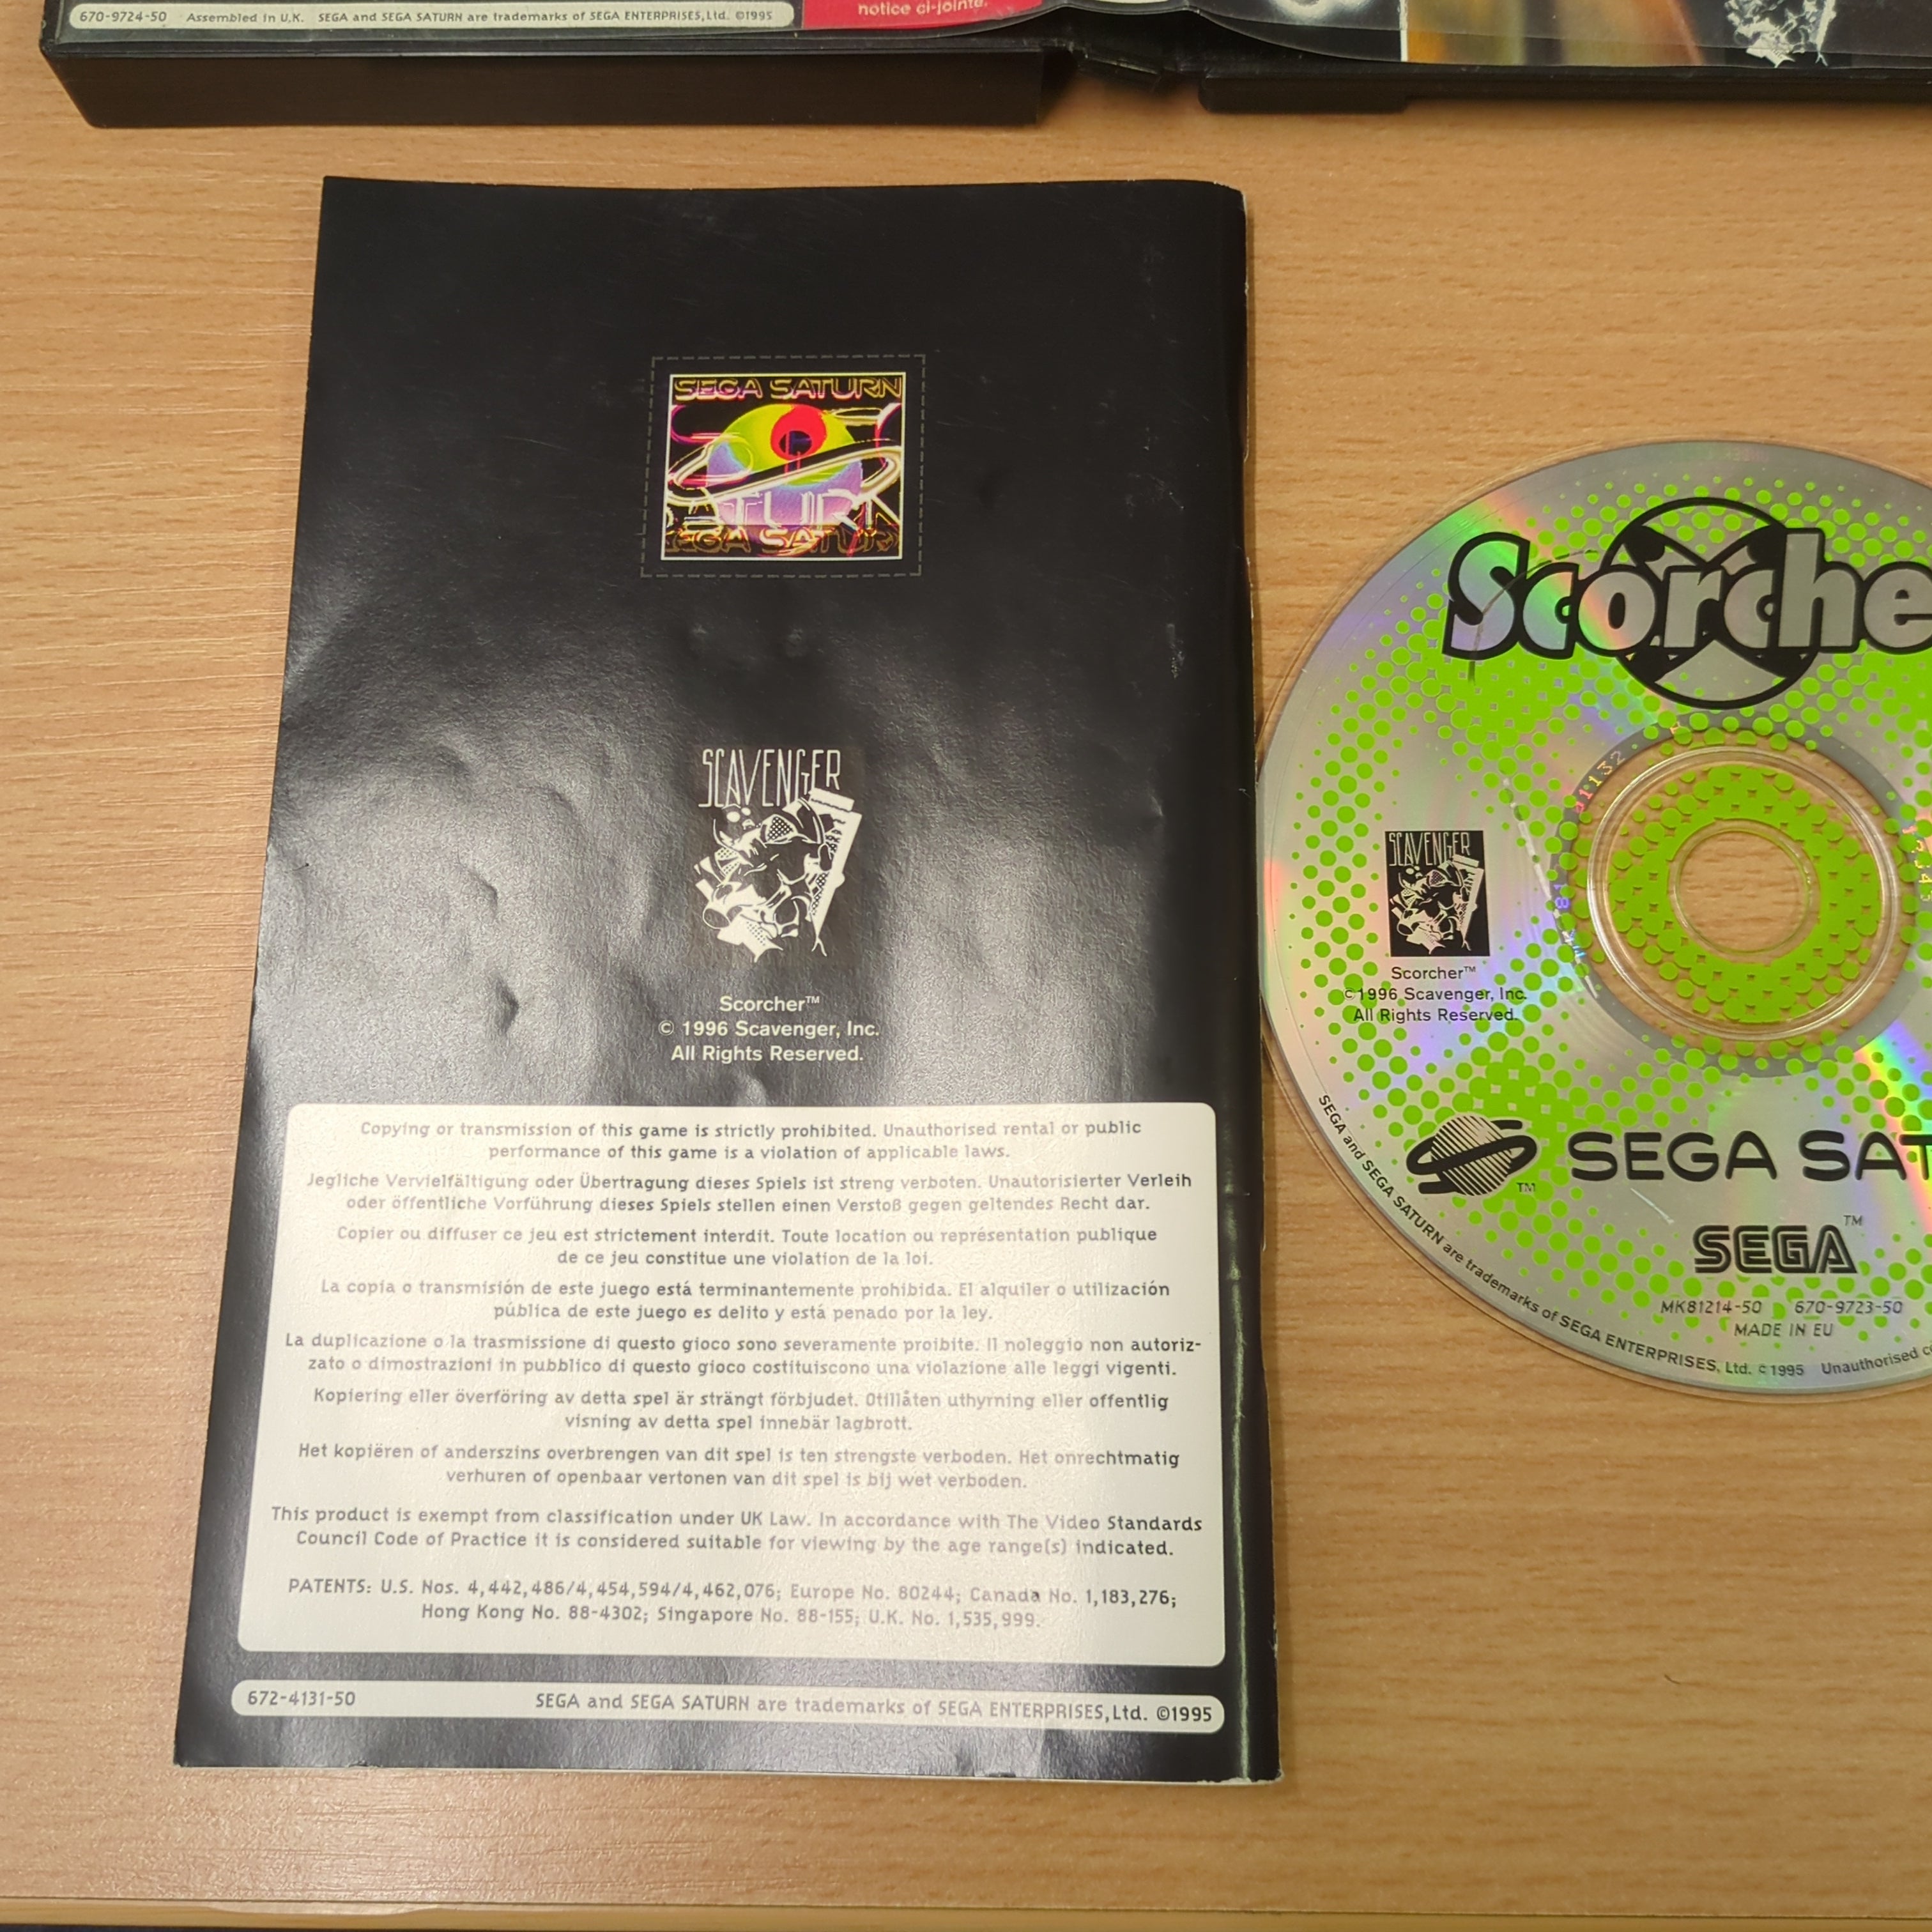 670-9724-50 Assembled in U.K. SEGA and SEGA SATURN are trademarks of SEGA ENTERPRISES,Ltd. ©1995
notice ci-jointe.
SEGA SATURN
SEGA SATURN
SCAVENGER
Scorcher™
© 1996 Scavenger, Inc.
All Rights Reserved.
Copying or transmission of this game is strictly prohibited. Unauthorised rental or public
performance of this game is a violation of applicable laws.
Jegliche Vervielfältigung oder Übertragung dieses Spiels ist streng verboten. Unautorisierter Verleih
oder öffentliche Vorführung dieses Spiels stellen einen Verstoß gegen geltendes Recht dar.
Copier ou diffuser ce jeu est strictement interdit. Toute location ou représentation publique
de ce jeu constitue une violation de la loi.
La copia o transmisión de este juego está terminantemente prohibida. El alquiler o utilización
pública de este juego es delito y está penado por la ley.
La duplicazione o la trasmissione di questo gioco sono severamente proibite. Il noleggio non autoriz-
zato o dimostrazioni in pubblico di questo gioco costituiscono una violazione alle leggi vigenti.
Kopiering eller överföring av detta spel är strängt förbjudet. Otillåten uthyrning eller offentlig
visning av detta spel innebär lagbrott.
Het kopiëren of anderszins overbrengen van dit spel is ten strengste verboden. Het onrechtmatig
verhuren of openbaar vertonen van dit spel is bij wet verboden.
This product is exempt from classification under UK Law. In accordance with The Video Standards
Council Code of Practice it is considered suitable for viewing by the age range(s) indicated.
PATENTS: U.S. Nos. 4,442,486/4,454,594/4,462,076; Europe No. 80244; Canada No. 1,183,276;
Hong Kong No. 88-4302; Singapore No. 88-155; U.K. No. 1,535,999.
672-4131-50 SEGA and SEGA SATURN are trademarks of SEGA ENTERPRISES,Ltd. ©1995
Scorche
SCAVENGER
Scorcher™
©1996 Scavenger, Inc.
All Rights Reserved.
SEGA SAT
SEGA™
MK81214-50 670-9723-50
MADE IN EU
SEGA and SEGA SATURN are trademarks of SEGA ENTERPRISES, Ltd. ©1995 Unauthorised